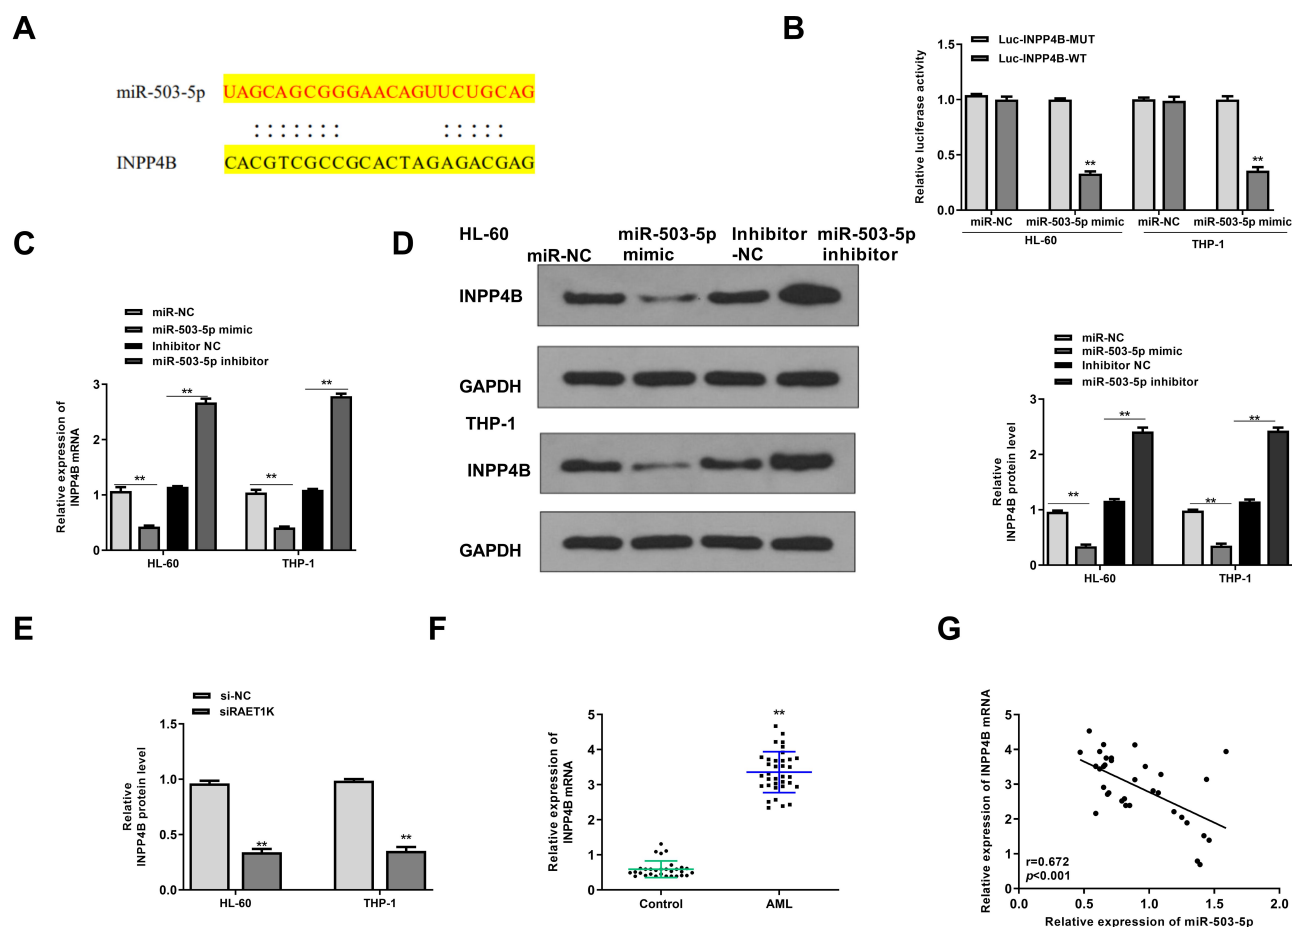 A
miR-503-5p UAGCAGCGGGAACAGUUCUGCAG
: : : : : : : : : : : :
INPP4B CACGTCGCCGCACTAGAGACGAG
B
Luc-INPP4B-MUT
Luc-INPP4B-WT
Relative luciferase activity
1.5
1.0
0.5
0.0
**
**
miR-NC miR-503-5p mimic miR-NC miR-503-5p mimic
HL-60 THP-1
C
miR-NC
miR-503-5p mimic
Inhibitor NC
miR-503-5p inhibitor
Relative expression of
INPP4B mRNA
3
2
1
0
** ** ** **
HL-60 THP-1
D
HL-60
miR-NC
miR-503-5p
mimic
Inhibitor
-NC
miR-503-5p
inhibitor
INPP4B
GAPDH
THP-1
INPP4B
GAPDH
miR-NC
miR-503-5p mimic
Inhibitor NC
miR-503-5p inhibitor
Relative
INPP4B protein level
3
2
1
0
** ** ** **
HL-60 THP-1
E
si-NC
siRAET1K
Relative
INPP4B protein level
1.5
1.0
0.5
0.0
** **
HL-60 THP-1
F
Relative expression of
INPP4B mRNA
5
4
3
2
1
0
**
Control AML
G
Relative expression of INPP4B mRNA
5
4
3
2
1
0
r=0.672
p<0.001
0.0 0.5 1.0 1.5 2.0
Relative expression of miR-503-5p